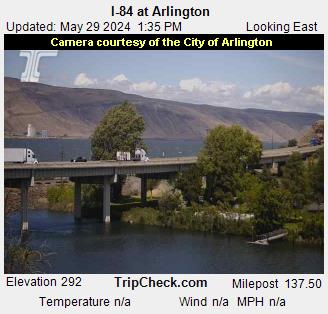 I-84 at Arlington
Updated: May 29 2024 1:35 PM Looking East
Camera courtesy of the City of Arlington
Elevation 292 TripCheck.com Milepost 137.50
Temperature n/a Wind n/a MPH n/a